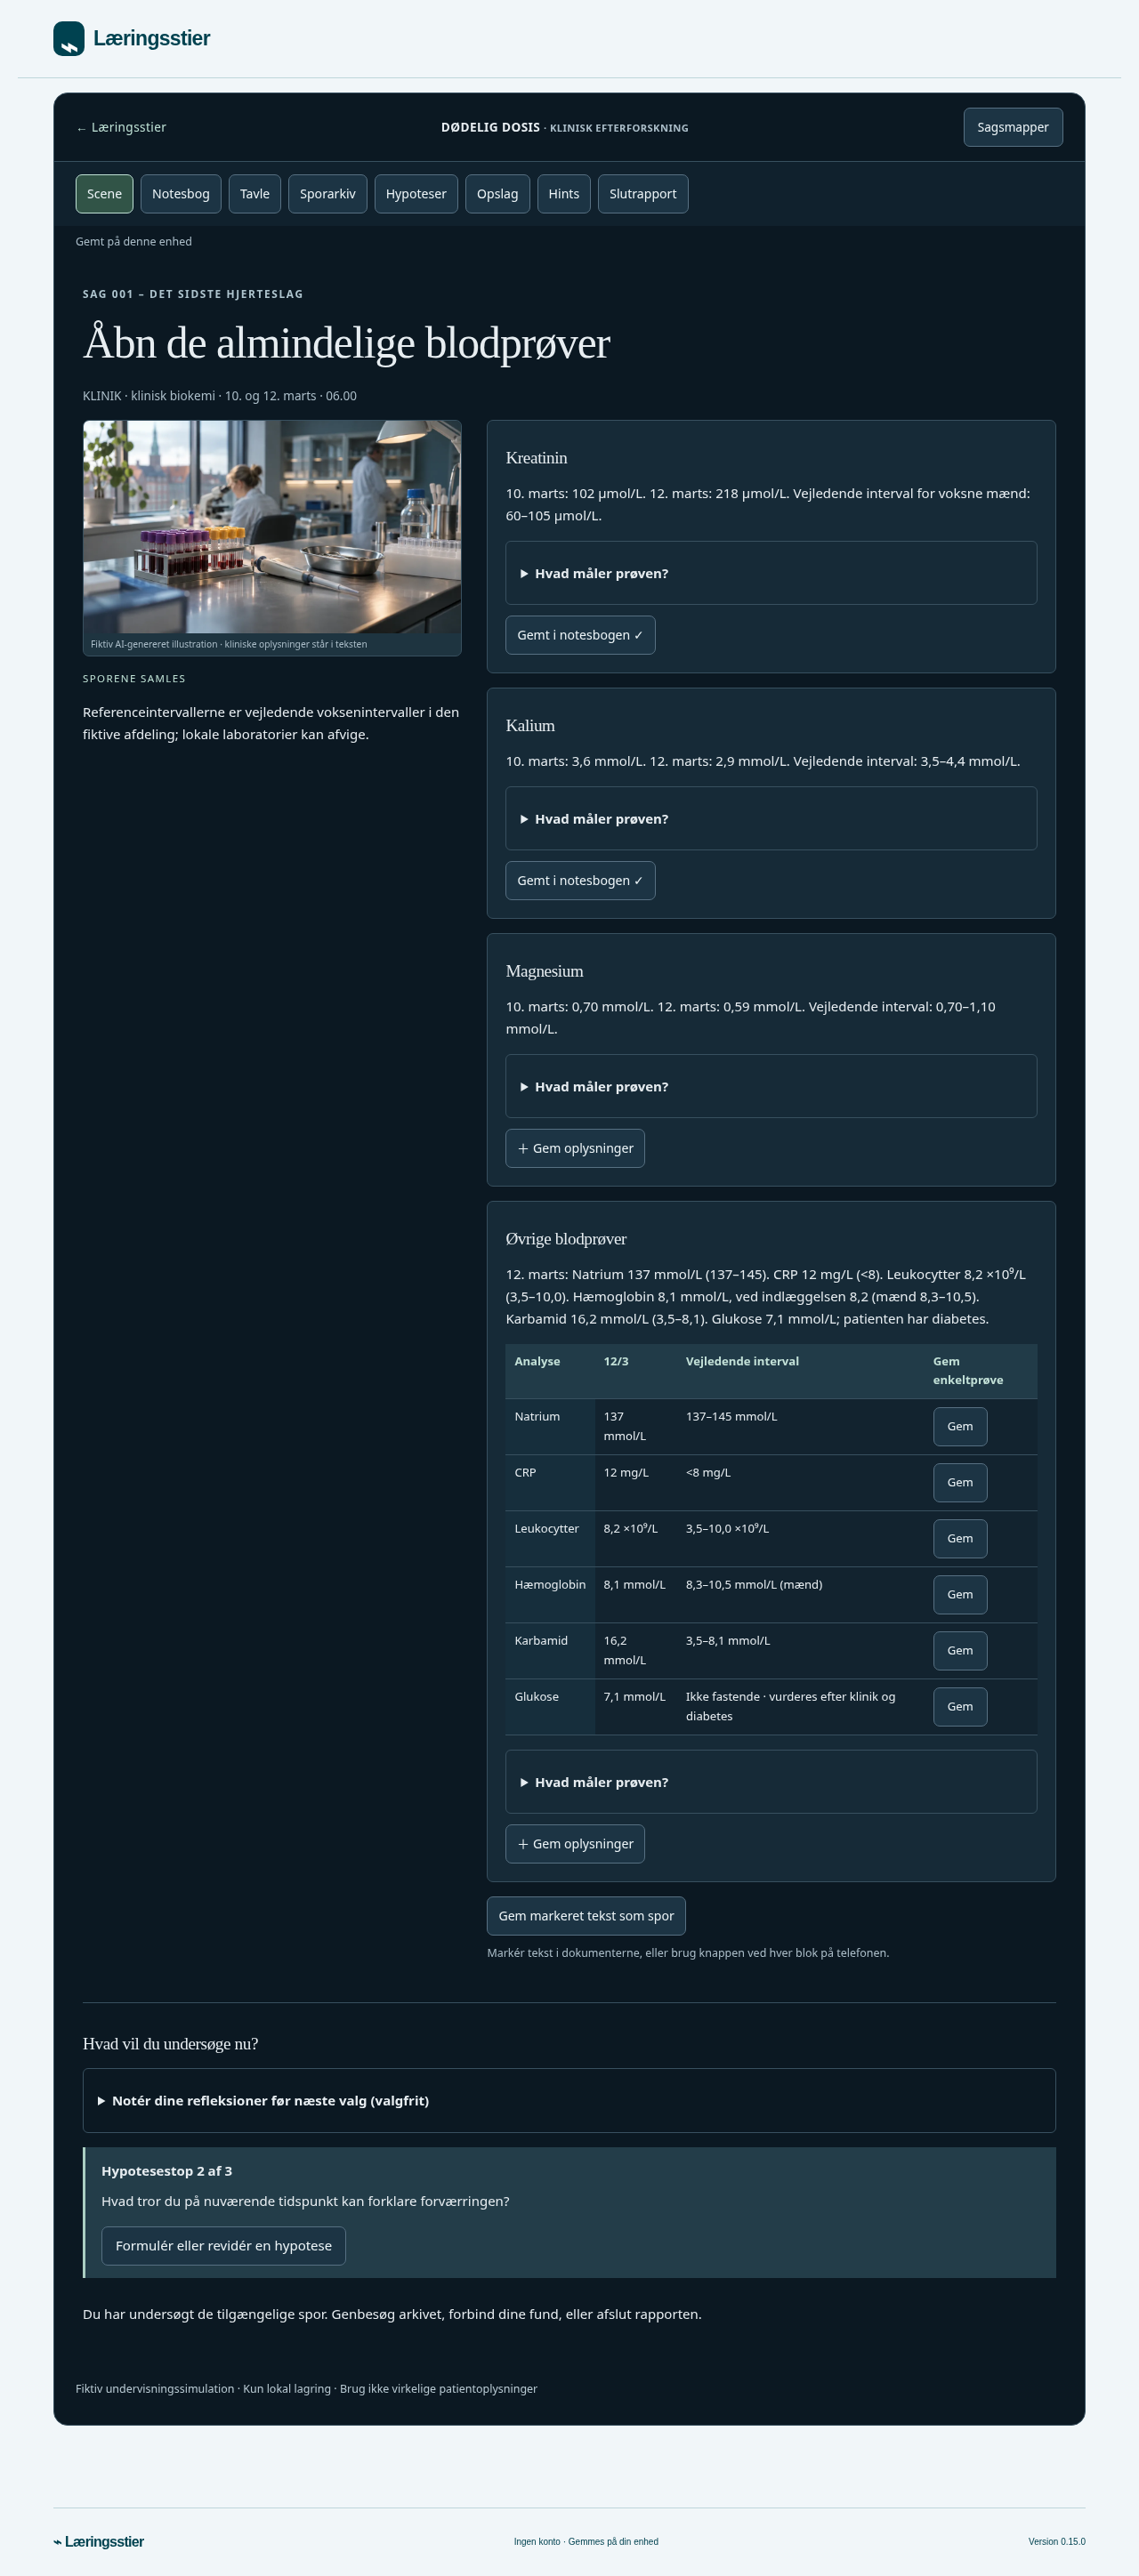 Læringsstier
← Læringsstier
DØDELIG DOSIS · KLINISK EFTERFORSKNING
Sagsmapper
Scene
Notesbog
Tavle
Sporarkiv
Hypoteser
Opslag
Hints
Slutrapport
Gemt på denne enhed
SAG 001 – DET SIDSTE HJERTESLAG
Åbn de almindelige blodprøver
KLINIK · klinisk biokemi · 10. og 12. marts · 06.00
Fiktiv AI-genereret illustration · kliniske oplysninger står i teksten
SPORENE SAMLES
Referenceintervallerne er vejledende voksenintervaller i den
fiktive afdeling; lokale laboratorier kan afvige.
Kreatinin
10. marts: 102 µmol/L. 12. marts: 218 µmol/L. Vejledende interval for voksne mænd:
60–105 µmol/L.
▶ Hvad måler prøven?
Gemt i notesbogen ✓
Kalium
10. marts: 3,6 mmol/L. 12. marts: 2,9 mmol/L. Vejledende interval: 3,5–4,4 mmol/L.
▶ Hvad måler prøven?
Gemt i notesbogen ✓
Magnesium
10. marts: 0,70 mmol/L. 12. marts: 0,59 mmol/L. Vejledende interval: 0,70–1,10
mmol/L.
▶ Hvad måler prøven?
＋ Gem oplysninger
Øvrige blodprøver
12. marts: Natrium 137 mmol/L (137–145). CRP 12 mg/L (<8). Leukocytter 8,2 ×10⁹/L
(3,5–10,0). Hæmoglobin 8,1 mmol/L, ved indlæggelsen 8,2 (mænd 8,3–10,5).
Karbamid 16,2 mmol/L (3,5–8,1). Glukose 7,1 mmol/L; patienten har diabetes.
Analyse 12/3 Vejledende interval Gem
enkeltprøve
Natrium 137 137–145 mmol/L Gem
mmol/L
CRP 12 mg/L <8 mg/L Gem
Leukocytter 8,2 ×10⁹/L 3,5–10,0 ×10⁹/L Gem
Hæmoglobin 8,1 mmol/L 8,3–10,5 mmol/L (mænd) Gem
Karbamid 16,2 3,5–8,1 mmol/L Gem
mmol/L
Glukose 7,1 mmol/L Ikke fastende · vurderes efter klinik og Gem
diabetes
▶ Hvad måler prøven?
＋ Gem oplysninger
Gem markeret tekst som spor
Markér tekst i dokumenterne, eller brug knappen ved hver blok på telefonen.
Hvad vil du undersøge nu?
▶ Notér dine refleksioner før næste valg (valgfrit)
Hypotesestop 2 af 3
Hvad tror du på nuværende tidspunkt kan forklare forværringen?
Formulér eller revidér en hypotese
Du har undersøgt de tilgængelige spor. Genbesøg arkivet, forbind dine fund, eller afslut rapporten.
Fiktiv undervisningssimulation · Kun lokal lagring · Brug ikke virkelige patientoplysninger
Læringsstier
Ingen konto · Gemmes på din enhed
Version 0.15.0